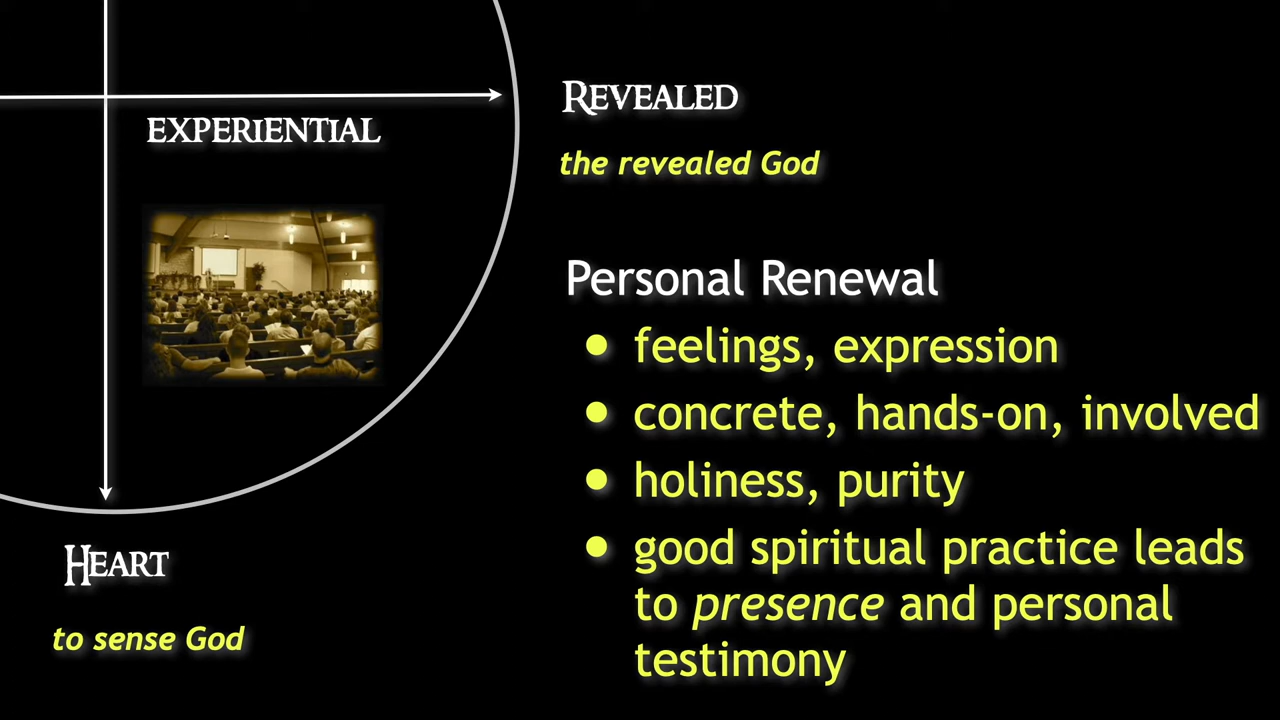 EXPERIENTIAL
REVEALED
the revealed God
Personal Renewal
• feelings, expression
• concrete, hands-on, involved
• holiness, purity
• good spiritual practice leads
to presence and personal
testimony
HEART
to sense God